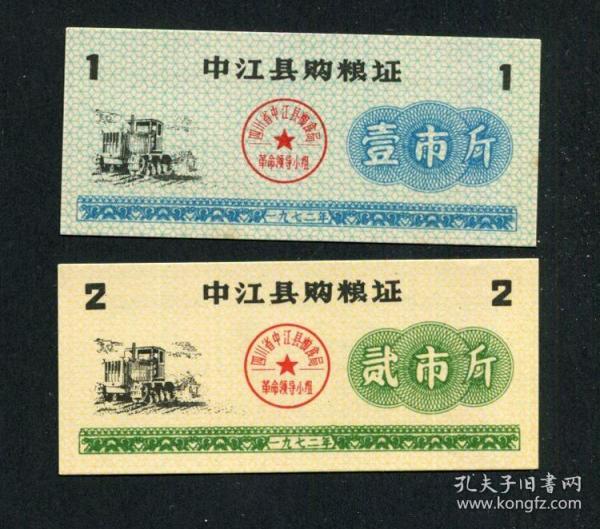 1
中江县购粮证
1
四川省中江县粮食局
革命领导小组
壹市斤
一九七二年
2
中江县购粮证
2
四川省中江县粮食局
革命领导小组
贰市斤
一九七二年
孔夫子旧书网
www.kongfz.com